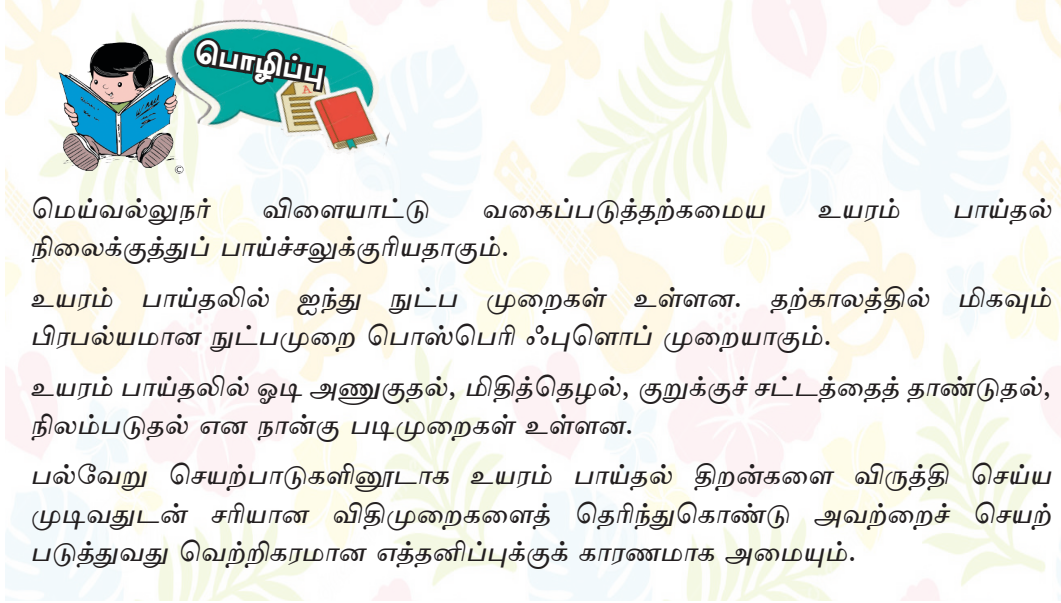 பொழிப்பு
மெய்வல்லுநர் விளையாட்டு வகைப்படுத்தற்கமைய உயரம் பாய்தல்
நிலைக்குத்துப் பாய்ச்சலுக்குரியதாகும்.
உயரம் பாய்தலில் ஐந்து நுட்ப முறைகள் உள்ளன. தற்காலத்தில் மிகவும்
பிரபல்யமான நுட்பமுறை பொஸ்பெரி ஃபுளொப் முறையாகும்.
உயரம் பாய்தலில் ஓடி அணுகுதல், மிதித்தெழல், குறுக்குச் சட்டத்தைத் தாண்டுதல்,
நிலம்படுதல் என நான்கு படிமுறைகள் உள்ளன.
பல்வேறு செயற்பாடுகளினூடாக உயரம் பாய்தல் திறன்களை விருத்தி செய்ய
முடிவதுடன் சரியான விதிமுறைகளைத் தெரிந்துகொண்டு அவற்றைச் செயற்
படுத்துவது வெற்றிகரமான எத்தனிப்புக்குக் காரணமாக அமையும்.